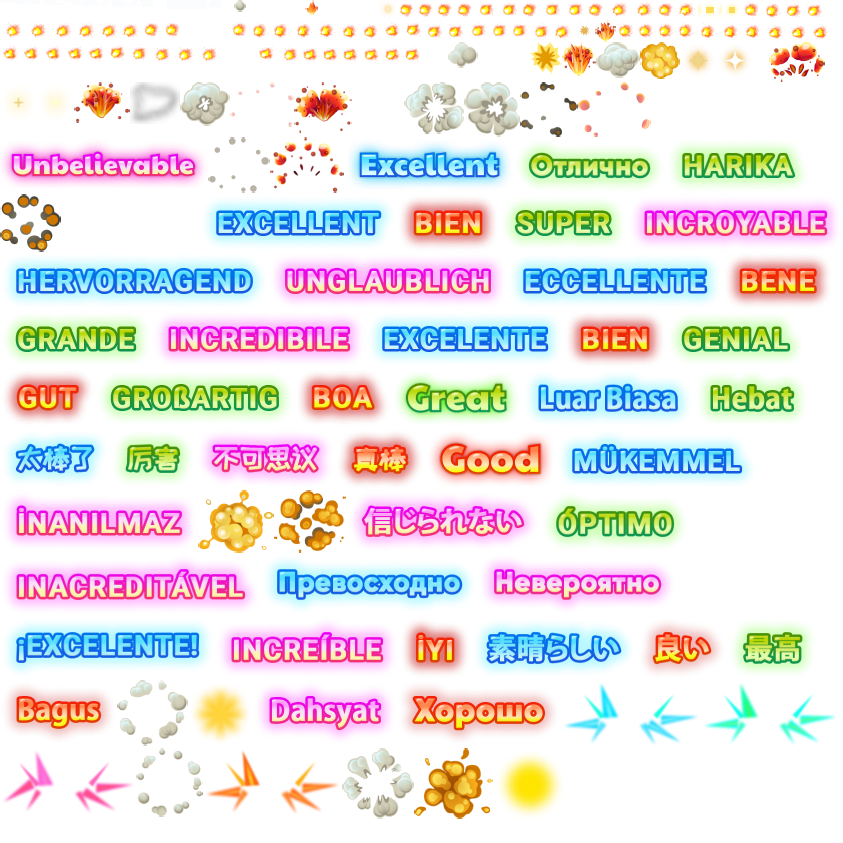 Unbelievable Excellent Отлично HARIKA
EXCELLENT BIEN SUPER INCROYABLE
HERVORRAGEND UNGLAUBLICH ECCELLENTE BENE
GRANDE INCREDIBILE EXCELENTE BIEN GENIAL
GUT GROßARTIG BOA Great Luar Biasa Hebat
太棒了 厉害 不可思议 真棒 Good MÜKEMMEL
İNANILMAZ 信じられない ÓPTIMO
INACREDITÁVEL Превосходно Невероятно
¡EXCELENTE! INCREÍBLE İYI 素晴らしい 良い 最高
Bagus Dahsyat Хорошо